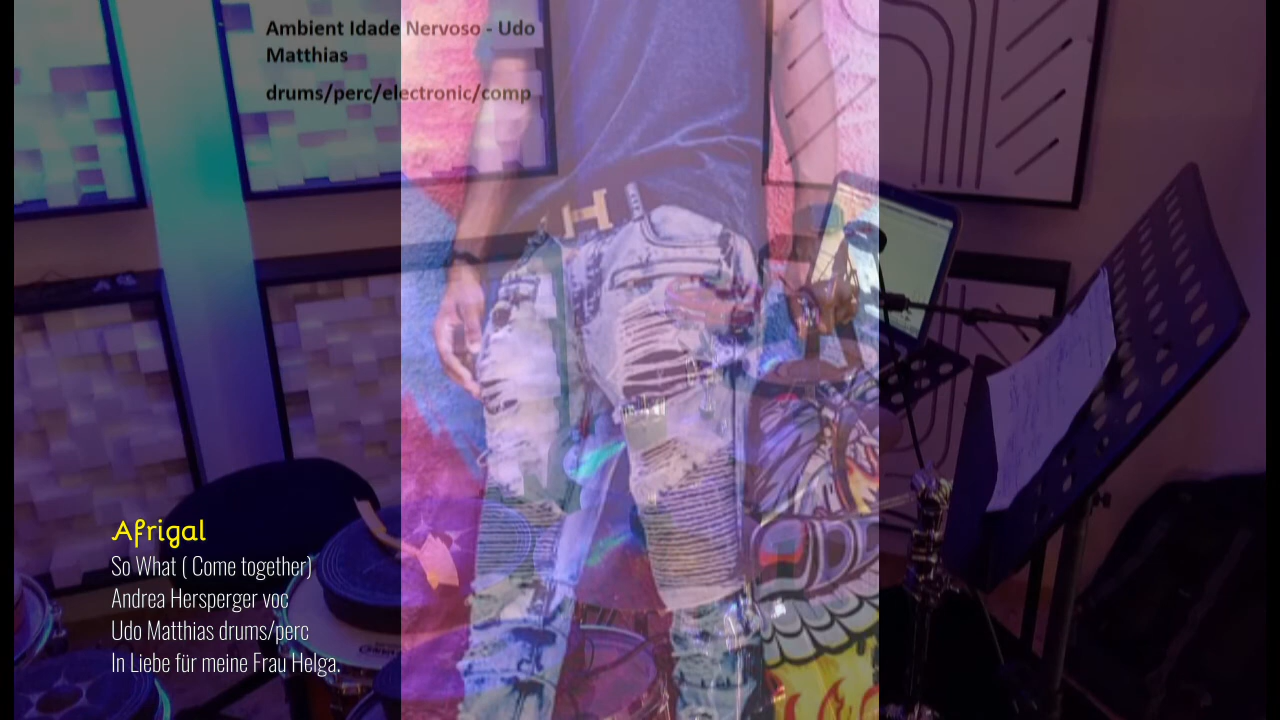 Ambient Idade Nervoso - Udo
Matthias
drums/perc/electronic/comp
H
Afrigal
So What ( Come together)
Andrea Hersperger voc
Udo Matthias drums/perc
In Liebe für meine Frau Helga.